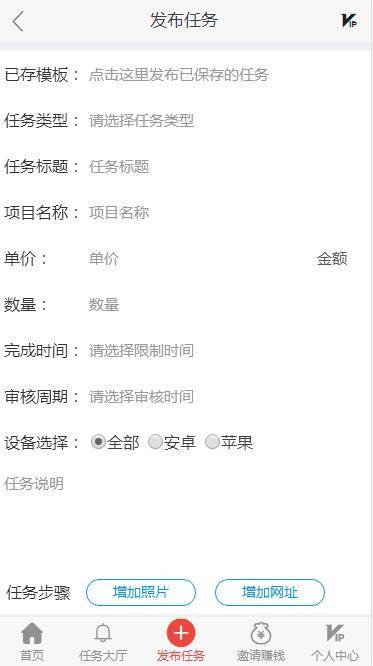 发布任务 VIP
已存模板： 点击这里发布已保存的任务
任务类型： 请选择任务类型
任务标题： 任务标题
项目名称： 项目名称
单价： 单价 金额
数量： 数量
完成时间： 请选择限制时间
审核周期： 请选择审核时间
设备选择： 全部 安卓 苹果
任务说明
任务步骤 增加照片 增加网址
首页 任务大厅 发布任务 邀请赚钱 VIP 个人中心